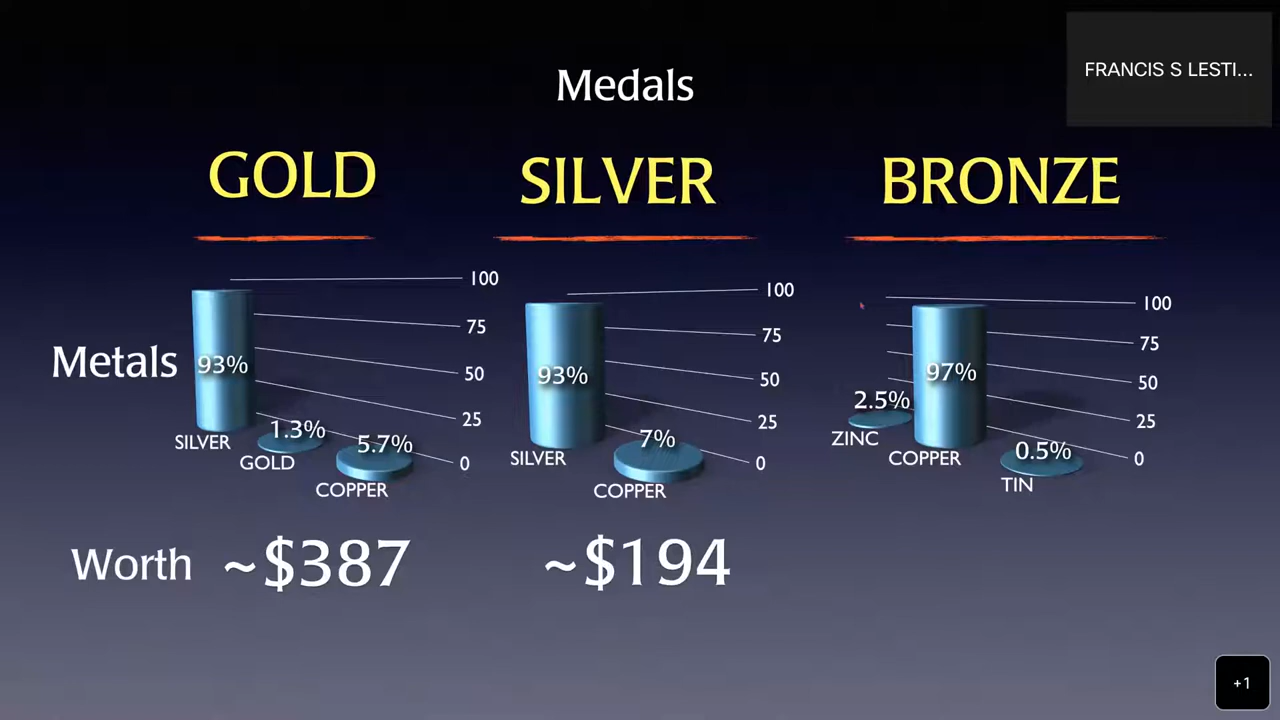 FRANCIS S LESTI...
Medals
GOLD
SILVER
BRONZE
Metals
100
75
50
25
0
93%
1.3%
5.7%
SILVER
GOLD
COPPER
100
75
50
25
0
93%
7%
SILVER
COPPER
100
75
50
25
0
2.5%
97%
0.5%
ZINC
COPPER
TIN
Worth
~$387
~$194
+1